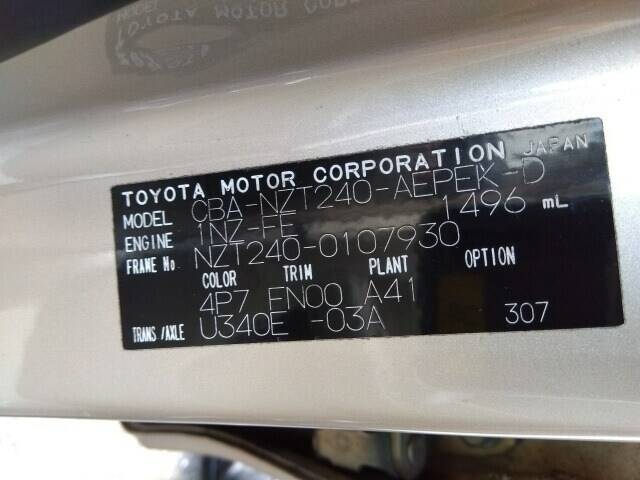 TOYOTA MOTOR CORPORATION JAPAN
MODEL CBA-NZT240-AEPEK-D
ENGINE 1NZ-FE 1496 mL
FRAME No NZT240-0107930
COLOR TRIM PLANT OPTION
4P7 FN00 A41
TRANS/AXLE U340E -03A 307